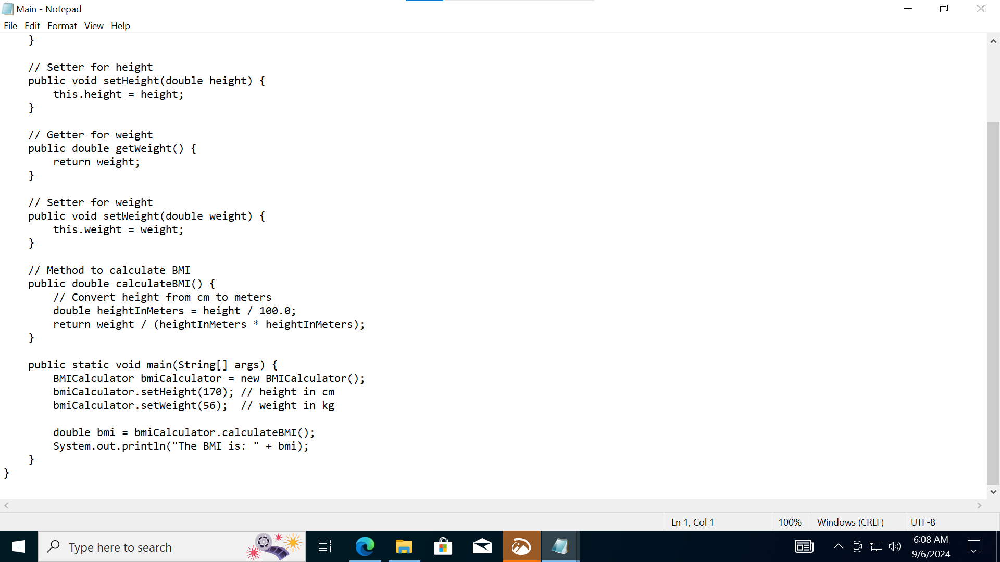 Main - Notepad
File Edit Format View Help
    }

    // Setter for height
    public void setHeight(double height) {
        this.height = height;
    }

    // Getter for weight
    public double getWeight() {
        return weight;
    }

    // Setter for weight
    public void setWeight(double weight) {
        this.weight = weight;
    }

    // Method to calculate BMI
    public double calculateBMI() {
        // Convert height from cm to meters
        double heightInMeters = height / 100.0;
        return weight / (heightInMeters * heightInMeters);
    }

    public static void main(String[] args) {
        BMICalculator bmiCalculator = new BMICalculator();
        bmiCalculator.setHeight(170); // height in cm
        bmiCalculator.setWeight(56);  // weight in kg

        double bmi = bmiCalculator.calculateBMI();
        System.out.println("The BMI is: " + bmi);
    }
}
Ln 1, Col 1 100% Windows (CRLF) UTF-8
Type here to search
6:08 AM
9/6/2024